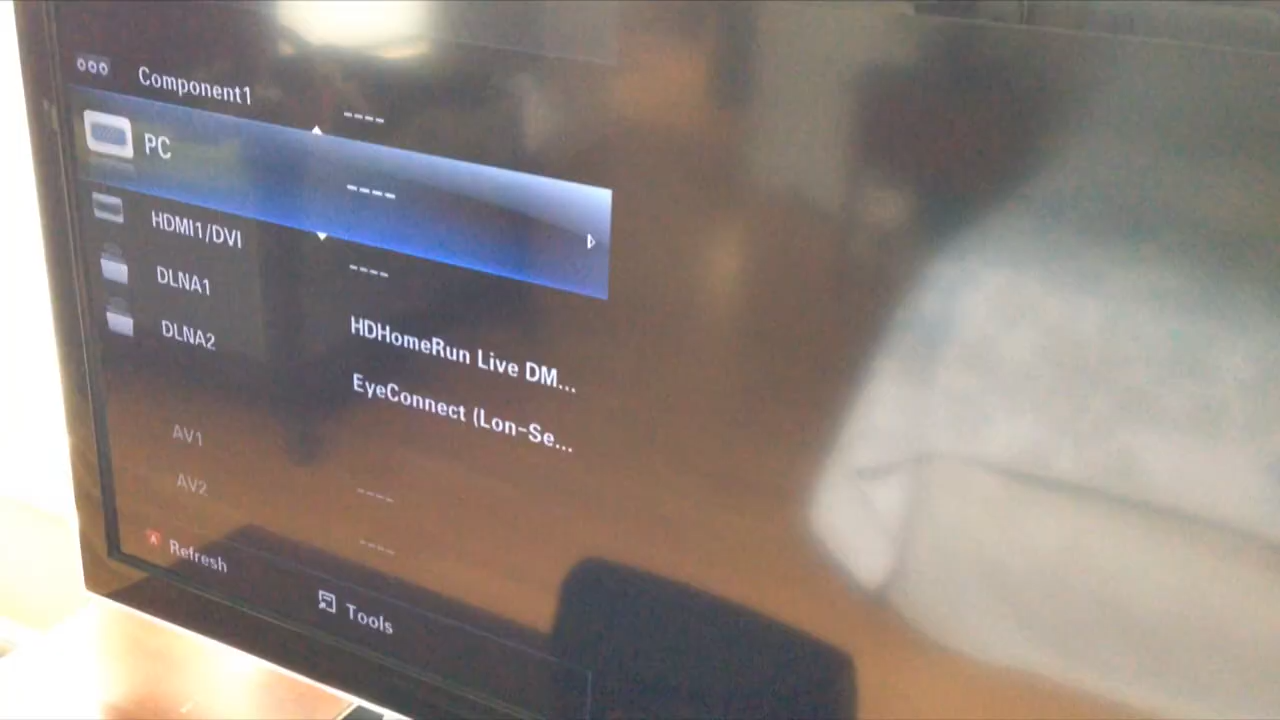 Component1 ----
PC ----
HDMI1/DVI ----
DLNA1 HDHomeRun Live DM...
DLNA2 EyeConnect (Lon-Se...
AV1 ----
AV2 ----
A Refresh Tools